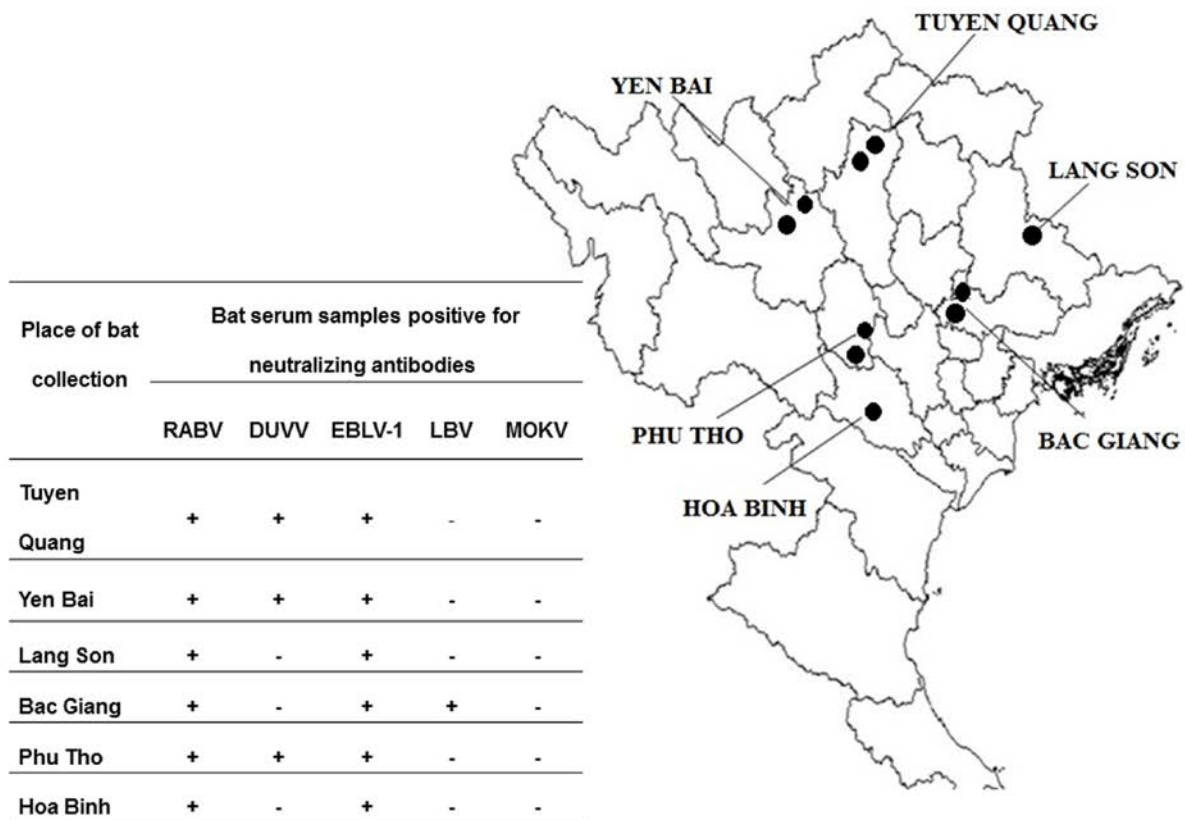 TUYEN QUANG
YEN BAI
LANG SON
PHU THO
BAC GIANG
HOA BINH
Place of bat collection
Bat serum samples positive for
neutralizing antibodies
RABV DUVV EBLV-1 LBV MOKV
Tuyen
Quang
+ + + - -
Yen Bai + + + - -
Lang Son + - + - -
Bac Giang + - + + -
Phu Tho + + + - -
Hoa Binh + - + - -